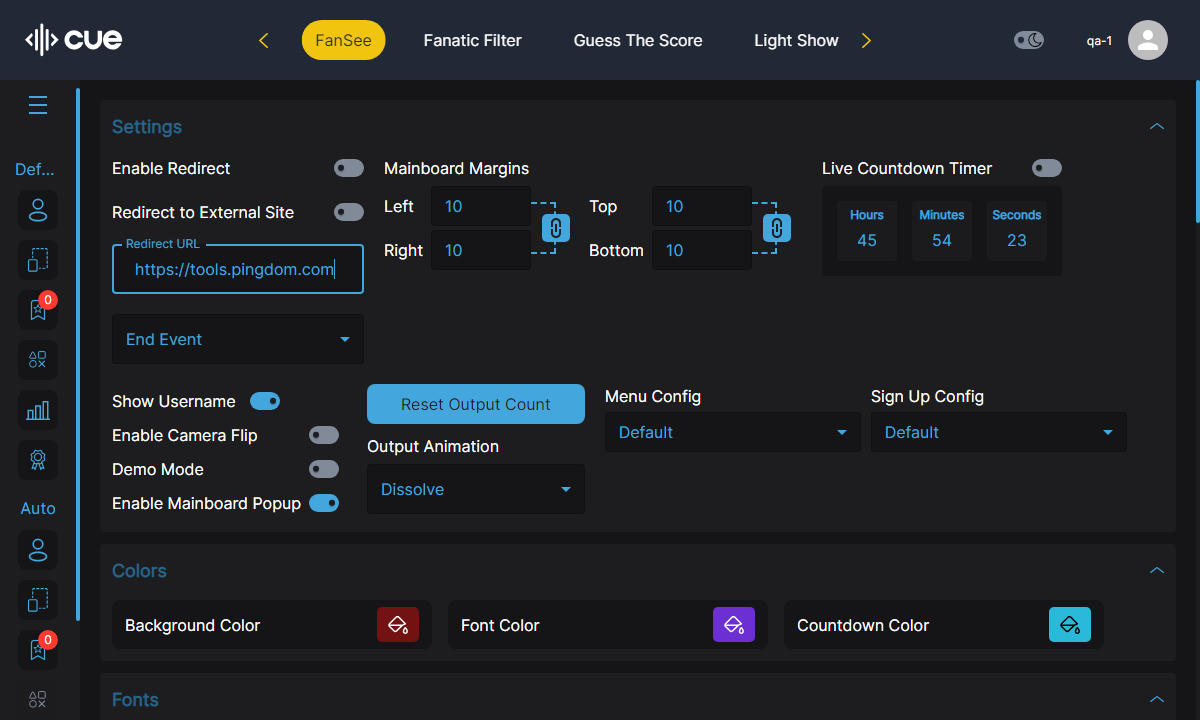 cue
FanSee
Fanatic Filter
Guess The Score
Light Show
qa-1
Def...
0
Auto
0
Settings
Enable Redirect
Redirect to External Site
Redirect URL
https://tools.pingdom.com
End Event
Mainboard Margins
Left 10
Right 10
Top 10
Bottom 10
Live Countdown Timer
Hours Minutes Seconds
45 54 23
Show Username
Enable Camera Flip
Demo Mode
Enable Mainboard Popup
Reset Output Count
Output Animation
Dissolve
Menu Config
Default
Sign Up Config
Default
Colors
Background Color
Font Color
Countdown Color
Fonts